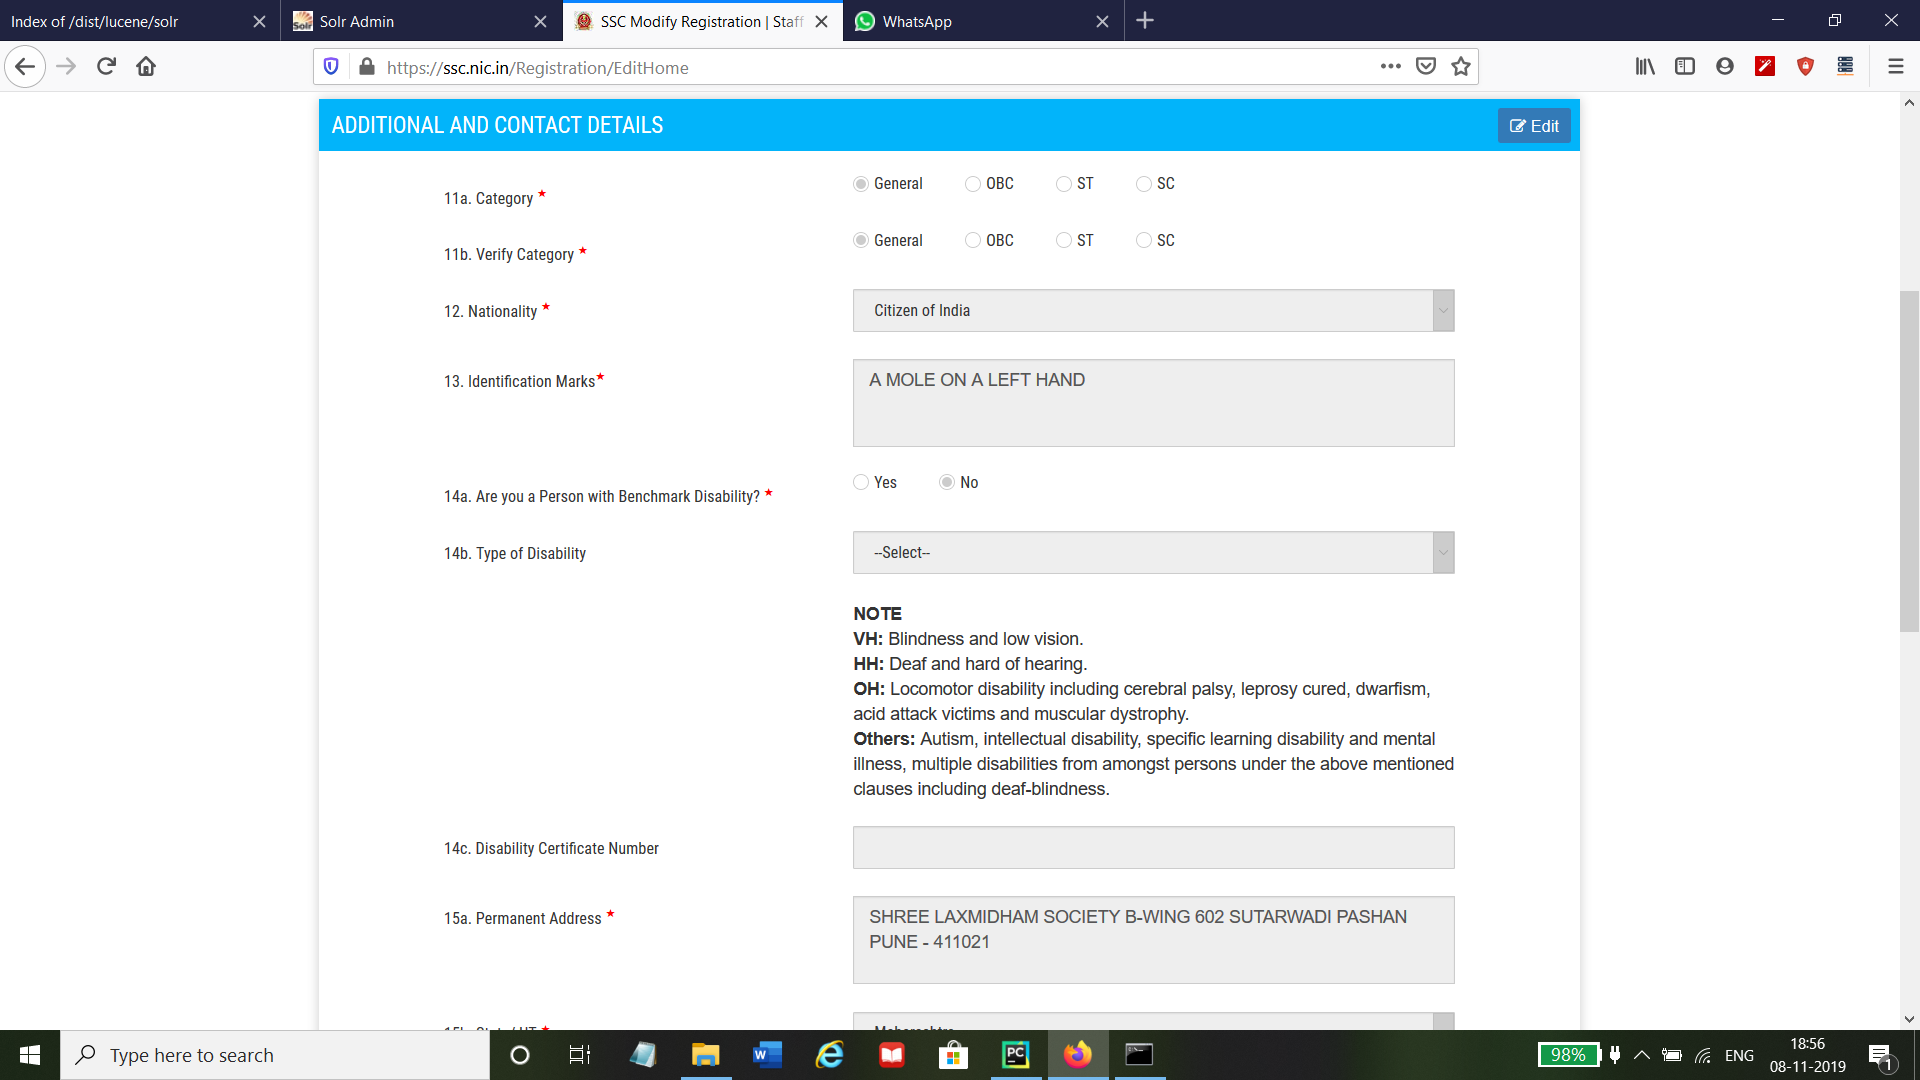 Index of /dist/lucene/solr
Solr Admin
SSC Modify Registration | Staff
WhatsApp
https://ssc.nic.in/Registration/EditHome
ADDITIONAL AND CONTACT DETAILS
Edit
11a. Category *
General OBC ST SC
11b. Verify Category *
General OBC ST SC
12. Nationality *
Citizen of India
13. Identification Marks*
A MOLE ON A LEFT HAND
14a. Are you a Person with Benchmark Disability? *
Yes No
14b. Type of Disability
--Select--
NOTE
VH: Blindness and low vision.
HH: Deaf and hard of hearing.
OH: Locomotor disability including cerebral palsy, leprosy cured, dwarfism,
acid attack victims and muscular dystrophy.
Others: Autism, intellectual disability, specific learning disability and mental
illness, multiple disabilities from amongst persons under the above mentioned
clauses including deaf-blindness.
14c. Disability Certificate Number
15a. Permanent Address *
SHREE LAXMIDHAM SOCIETY B-WING 602 SUTARWADI PASHAN
PUNE - 411021
Type here to search
98%
ENG
18:56
08-11-2019
1